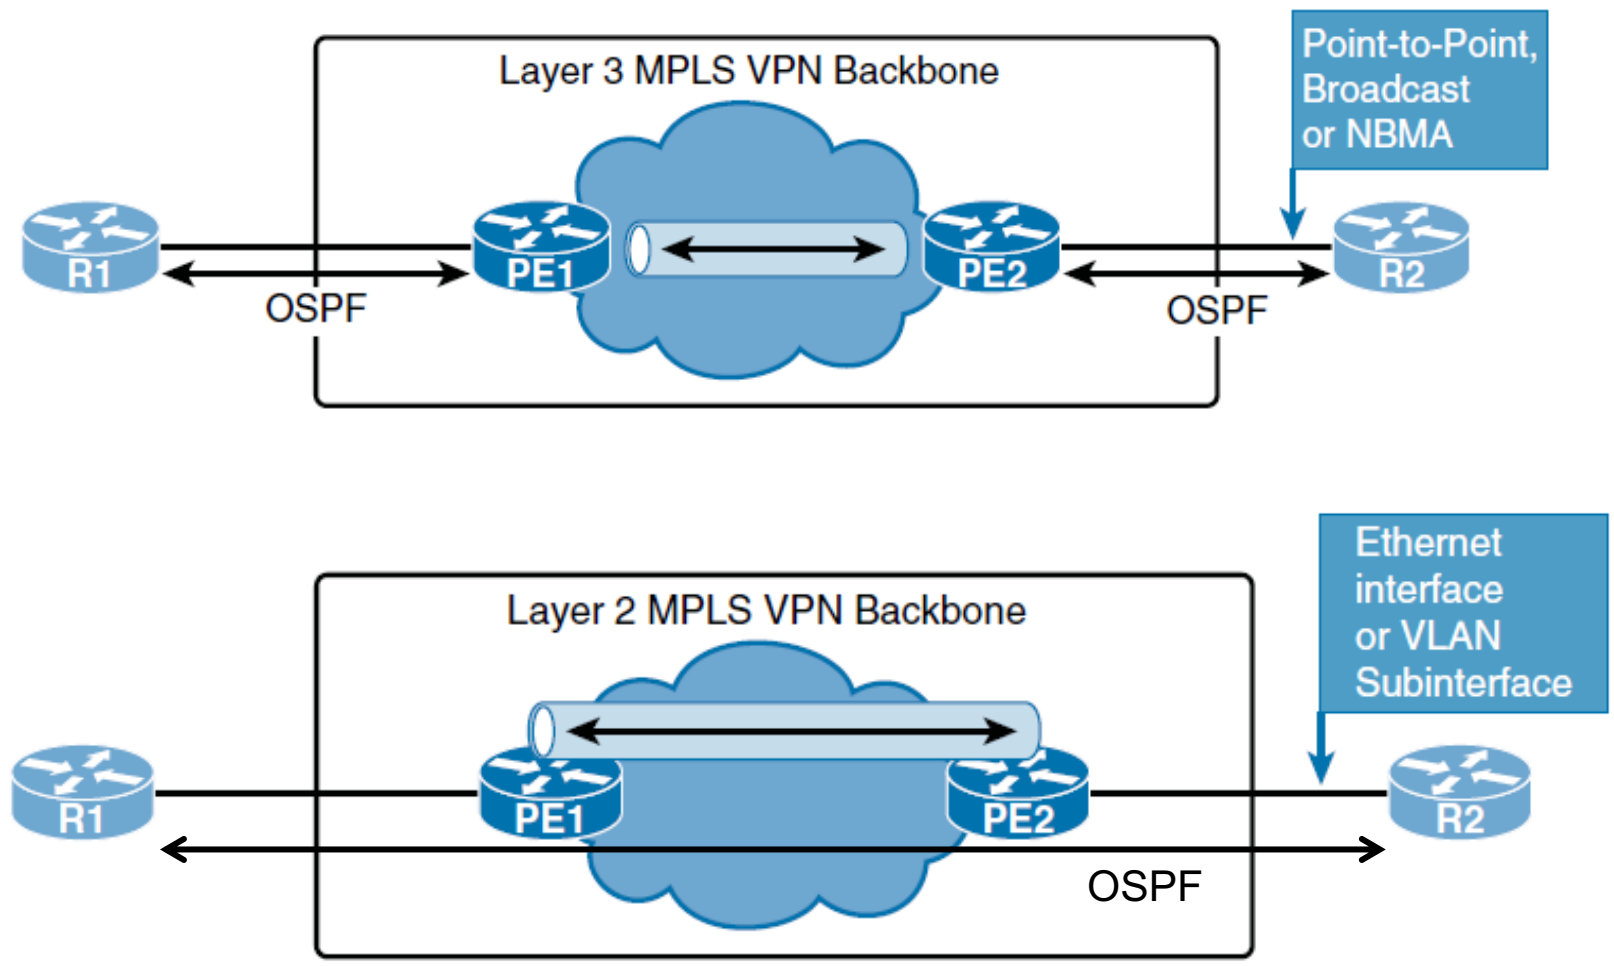 Point-to-Point,
Broadcast
or NBMA
Layer 3 MPLS VPN Backbone
R1
PE1
PE2
R2
OSPF
OSPF
Ethernet
interface
or VLAN
Subinterface
Layer 2 MPLS VPN Backbone
R1
PE1
PE2
R2
OSPF